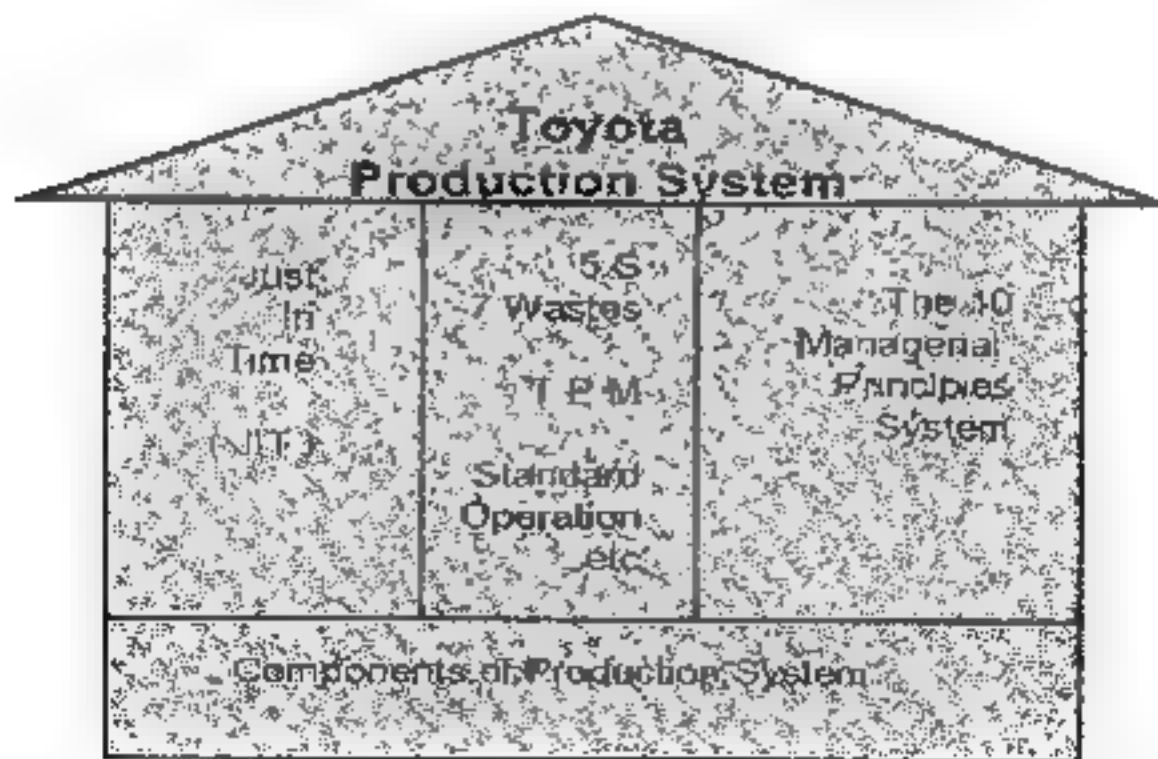 Toyota
Production System
Just
In
Time
(JIT)
5 S
7 Wastes
T P M
Standard
Operation
etc
The 10
Managerial
Principles
System
Components of Production System